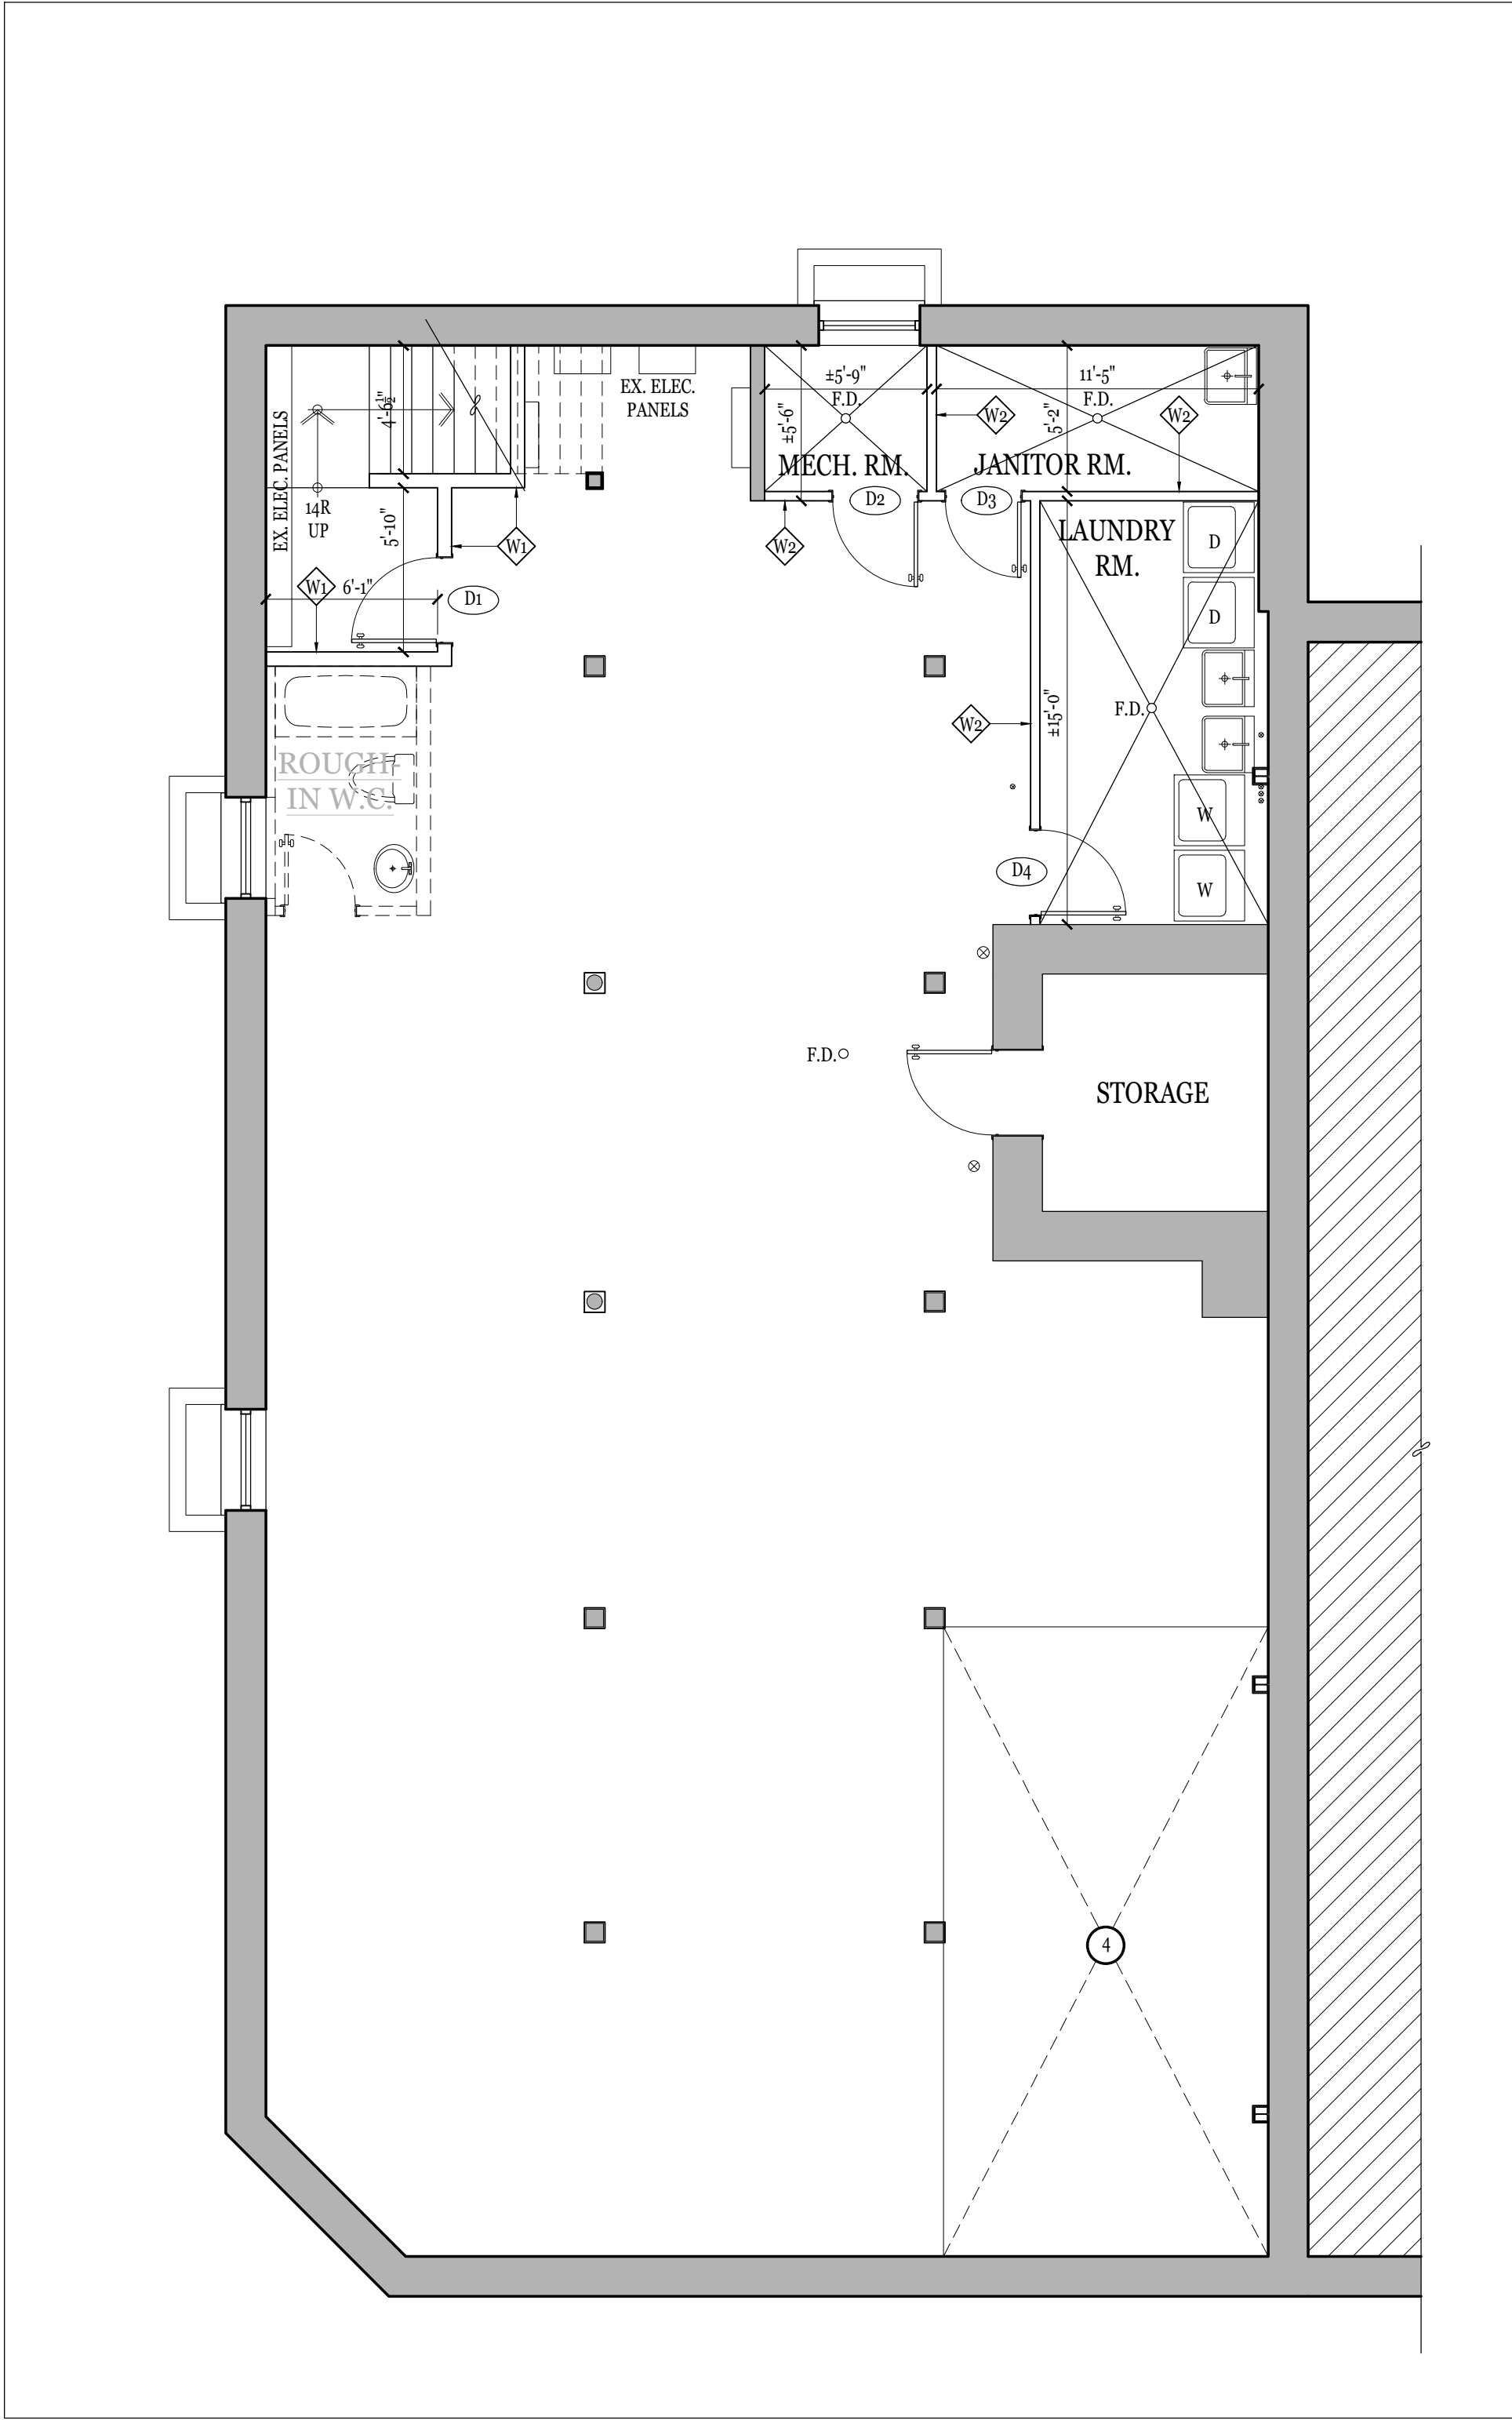 ±5'-9"
F.D.
11'-5"
F.D.
EX. ELEC.
PANELS
EX. ELEC. PANELS
4'-6½"
±5'-6"
W2
5'-2"
W2
MECH. RM.
JANITOR RM.
D2
D3
14R
UP
5'-10"
W1
W2
LAUNDRY
RM.
D
W1
6'-1"
D1
D
F.D.
±15'-0"
W2
ROUGH-
IN W.C.
W
D4
W
F.D.
STORAGE
4